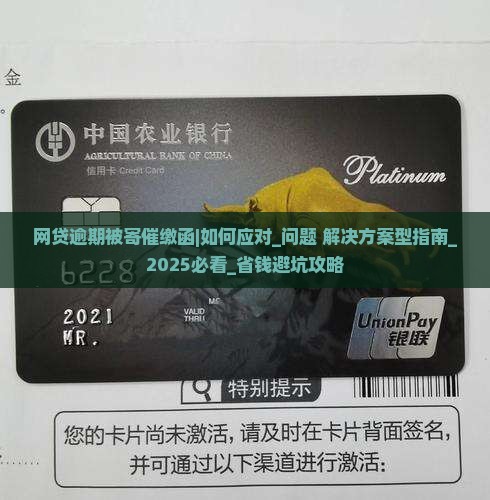 金
中国农业银行
AGRICULTURAL BANK OF CHINA
信用卡 Credit Card
Platinum
网贷逾期被寄催缴函|如何应对_问题 解决方案型指南_
2025必看_省钱避坑攻略
6228
2021
MR.
VALID
THRU
UnionPay
银联
特别提示
您的卡片尚未激活，请及时在卡片背面签名，
并可通过以下渠道进行激活：